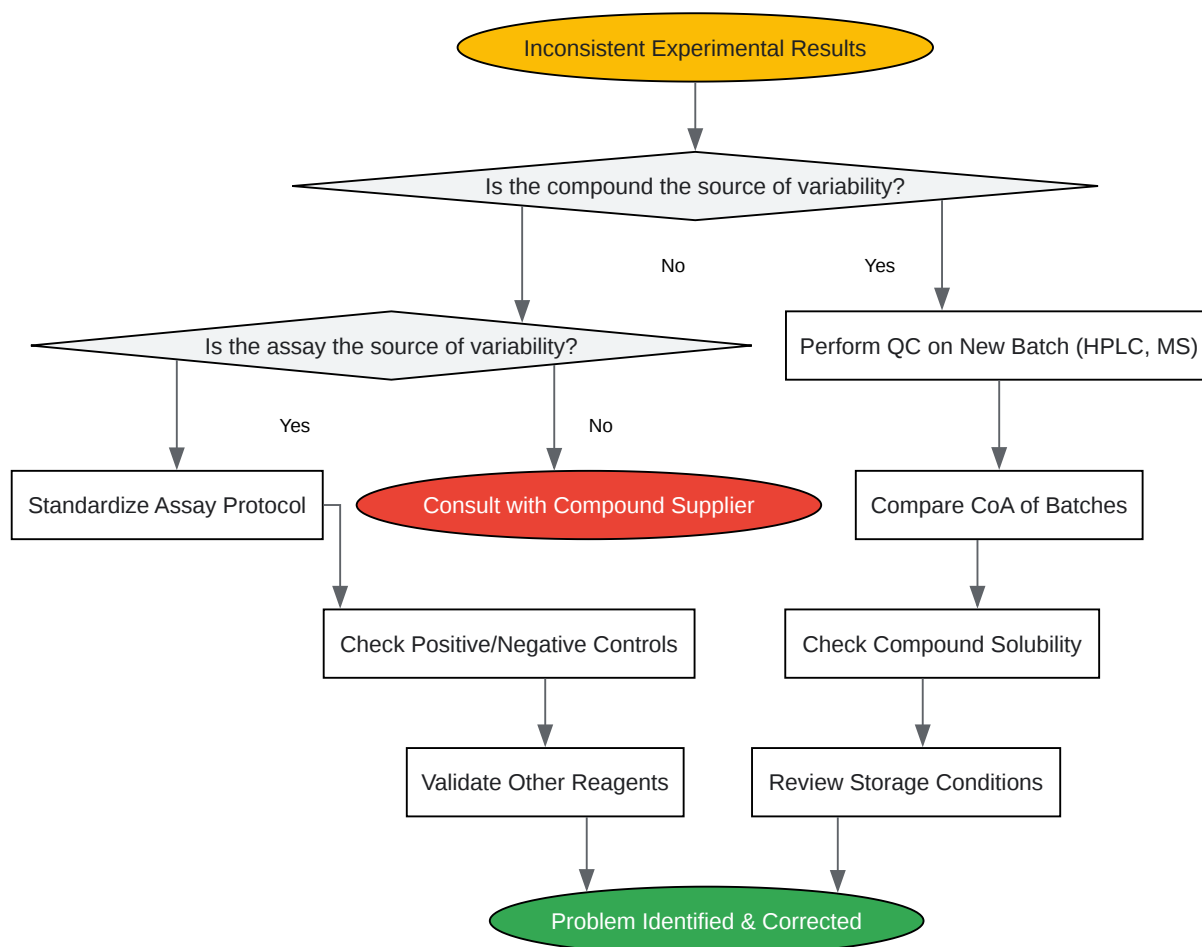 Inconsistent Experimental Results
Is the compound the source of variability?
No
Yes
Is the assay the source of variability?
Perform QC on New Batch (HPLC, MS)
Yes
No
Standardize Assay Protocol
Consult with Compound Supplier
Compare CoA of Batches
Check Positive/Negative Controls
Check Compound Solubility
Validate Other Reagents
Review Storage Conditions
Problem Identified & Corrected